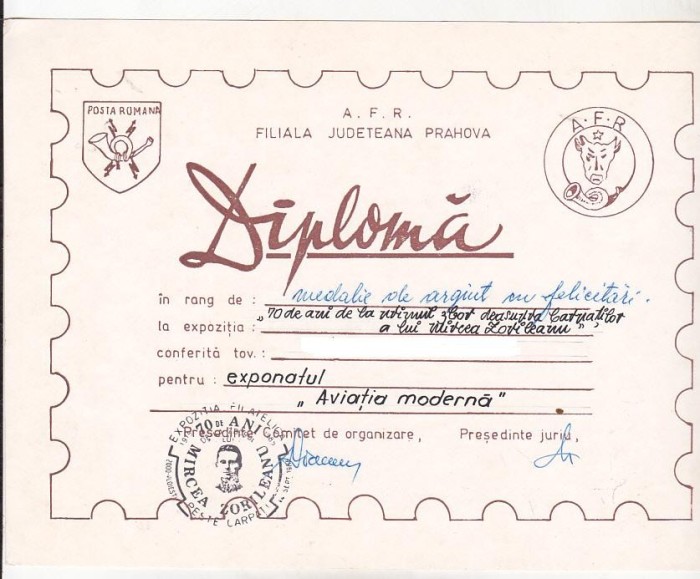 POSTA ROMANA
A. F. R.
FILIALA JUDETEANA PRAHOVA
A·F·R
Diplomă
în rang de : medalie de argint cu felicitări.
„70 de ani de la primul zbor deasupra Carpaților
la expoziția : a lui Mircea Zorileanu"
conferită tov. :
pentru : exponatul
„Aviația modernă"
Președinte Comitet de organizare, Președinte juriu,
EXPOZIȚIA FILATELICĂ
70 DE ANI
MIRCEA ZORILEANU
PESTE CARPAȚI